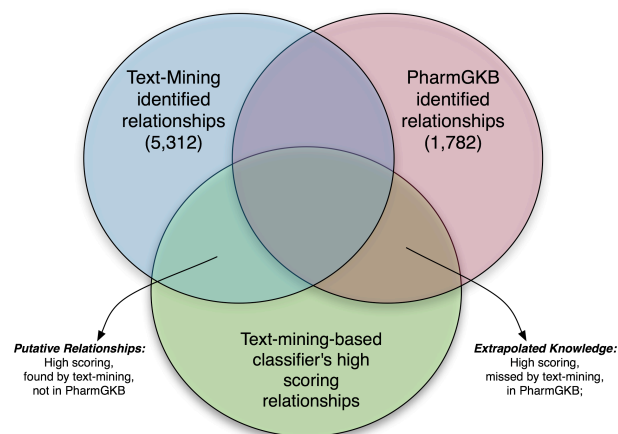 Text-Mining
identified
relationships
(5,312)
PharmGKB
identified
relationships
(1,782)
Text-mining-based
classifier's high
scoring
relationships
Putative Relationships:
High scoring,
found by text-mining,
not in PharmGKB
Extrapolated Knowledge:
High scoring,
missed by text-mining,
in PharmGKB;